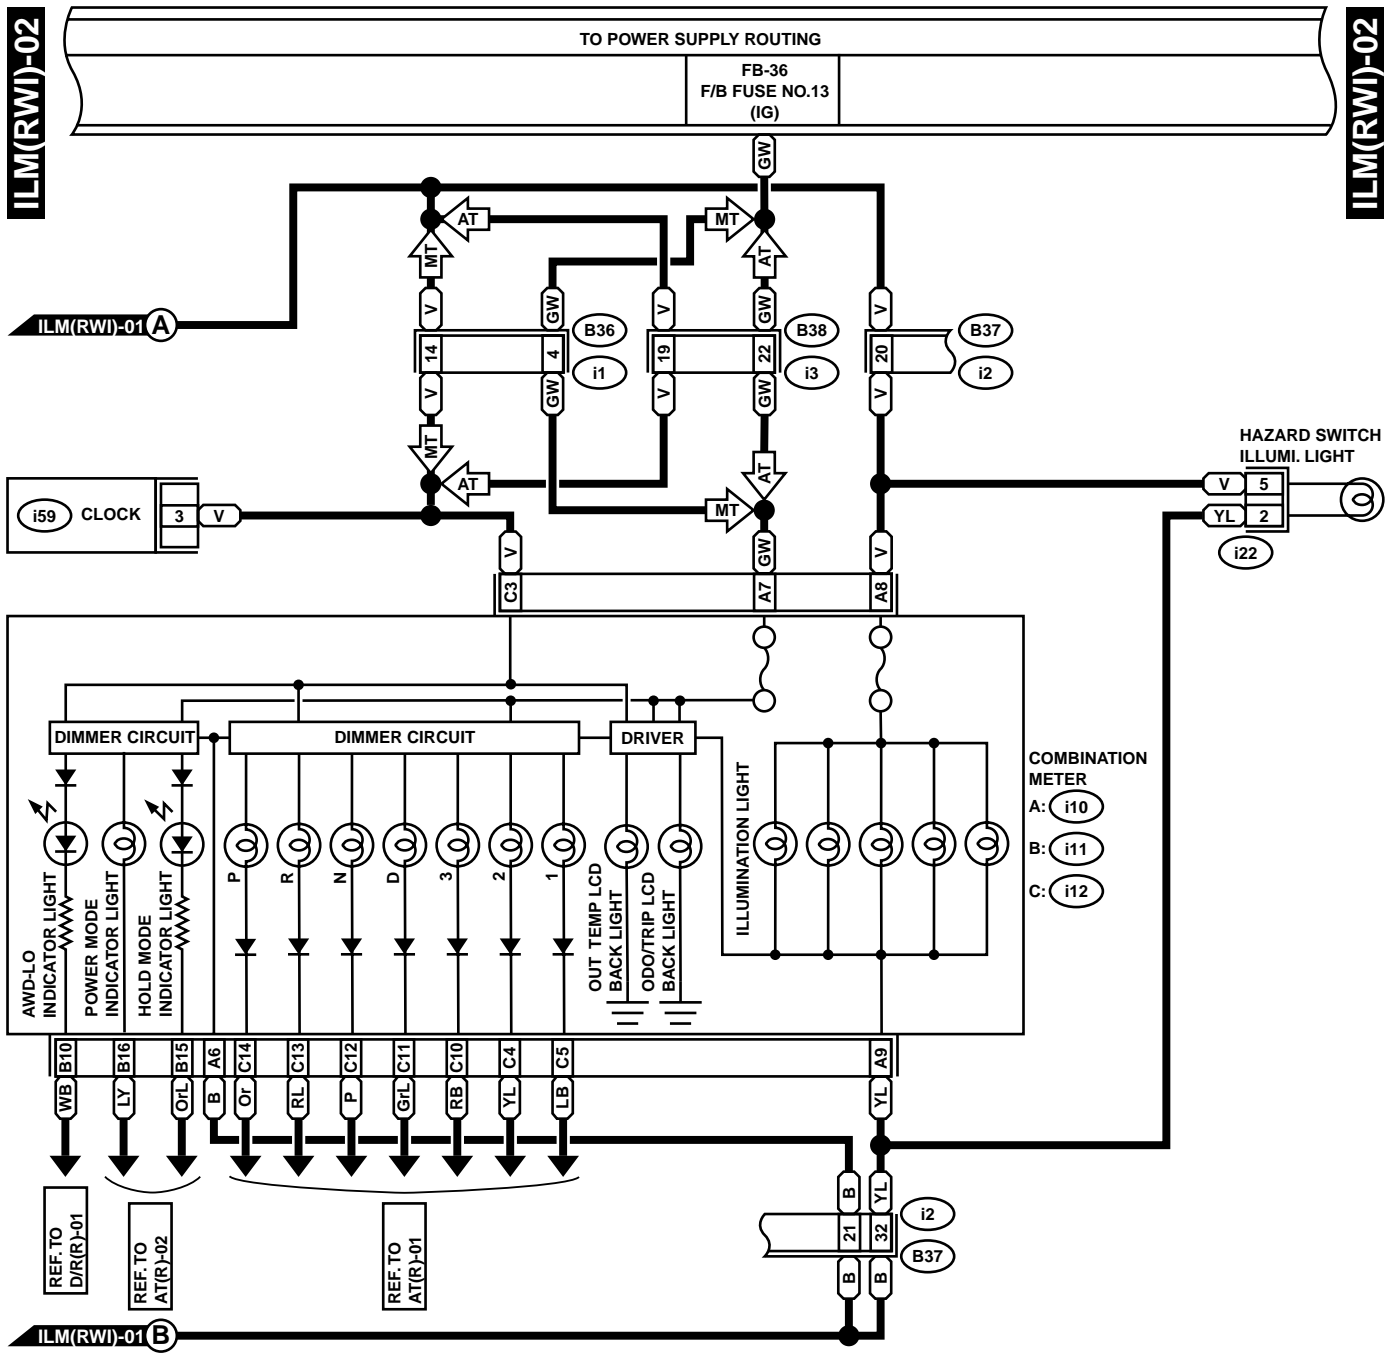 ILM(RWI)-02
ILM(RWI)-02
TO POWER SUPPLY ROUTING
FB-36
F/B FUSE NO.13
(IG)
GW
AT
MT
MT
AT
ILM(RWI)-01 A
V
GW
V
GW
V
B36
B38
B37
14
4
19
22
20
i1
i3
i2
V
GW
V
GW
V
MT
AT
AT
MT
HAZARD SWITCH
ILLUMI. LIGHT
V
5
YL
2
i22
i59
CLOCK
3
V
V
GW
V
C3
A7
A8
DIMMER CIRCUIT
DIMMER CIRCUIT
DRIVER
COMBINATION
METER
A: i10
B: i11
C: i12
AWD-LO
INDICATOR LIGHT
POWER MODE
INDICATOR LIGHT
HOLD MODE
INDICATOR LIGHT
P
R
N
D
3
2
1
OUT TEMP LCD
BACK LIGHT
ODO/TRIP LCD
BACK LIGHT
ILLUMINATION LIGHT
B10
B16
B15
A6
C14
C13
C12
C11
C10
C4
C5
A9
WB
LY
OrL
B
Or
RL
P
GrL
RB
YL
LB
YL
REF. TO
D/R(R)-01
REF. TO
AT(R)-02
REF. TO
AT(R)-01
B
YL
i2
21
32
B37
B
B
ILM(RWI)-01 B